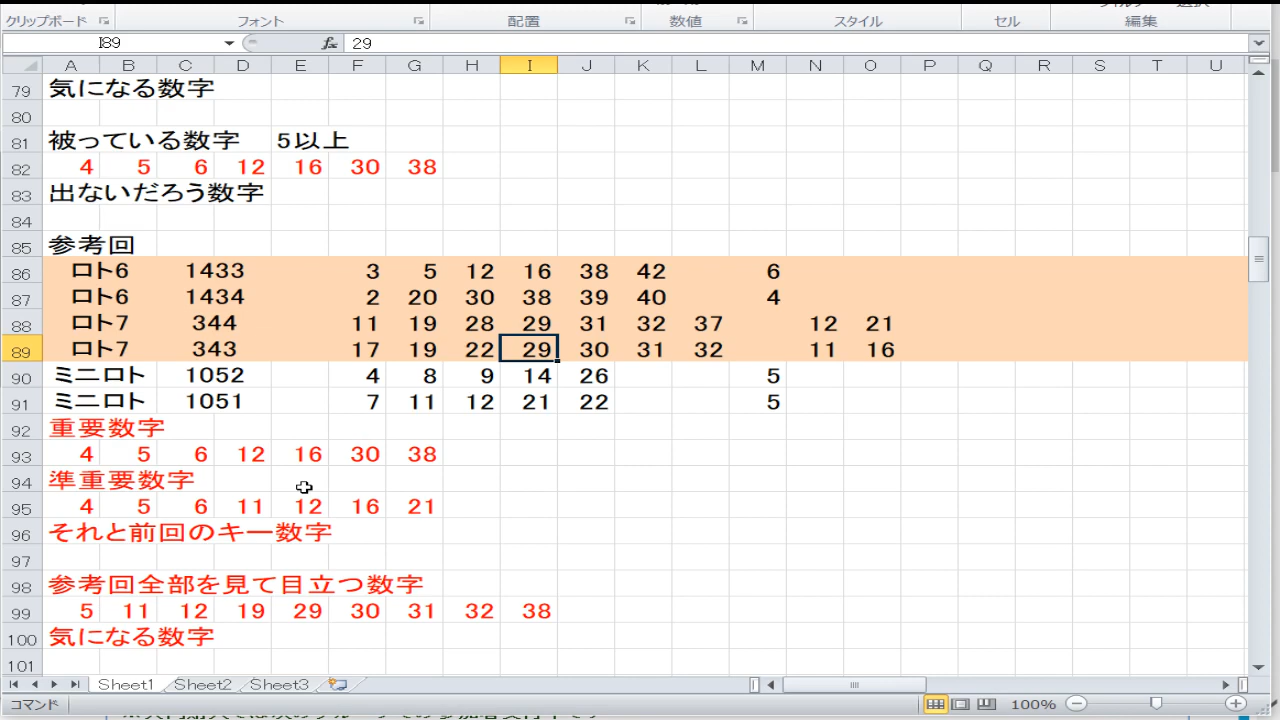 クリップボード フォント 配置 数値 スタイル セル 編集
I89 fx 29
A B C D E F G H I J K L M N O P Q R S T U
79 気になる数字
80
81 被っている数字 5以上
82 4 5 6 12 16 30 38
83 出ないだろう数字
84
85 参考回
86 ロト6 1433 3 5 12 16 38 42 6
87 ロト6 1434 2 20 30 38 39 40 4
88 ロト7 344 11 19 28 29 31 32 37 12 21
89 ロト7 343 17 19 22 29 30 31 32 11 16
90 ミニロト 1052 4 8 9 14 26 5
91 ミニロト 1051 7 11 12 21 22 5
92 重要数字
93 4 5 6 12 16 30 38
94 準重要数字
95 4 5 6 11 12 16 21
96 それと前回のキー数字
97
98 参考回全部を見て目立つ数字
99 5 11 12 19 29 30 31 32 38
100 気になる数字
101
Sheet1 Sheet2 Sheet3
コマンド 100%